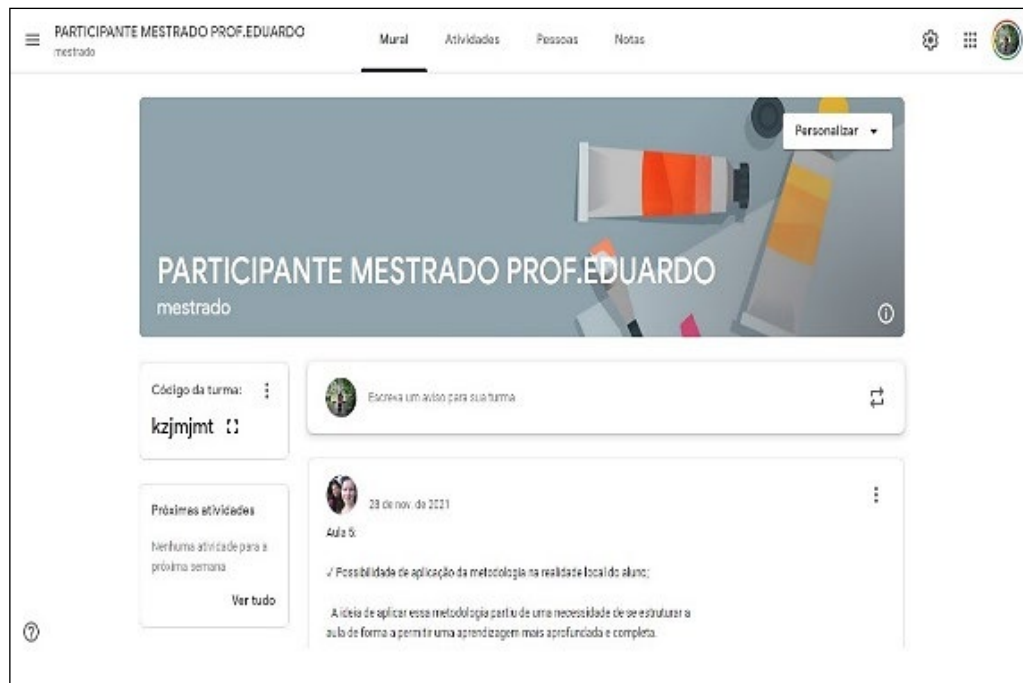 PARTICIPANTE MESTRADO PROF.EDUARDO
mestrado
Mural
Atividades
Pessoas
Notas
Personalizar
PARTICIPANTE MESTRADO PROF.EDUARDO
mestrado
Código da turma:
kzjmjmt
Escreva um aviso para sua turma
28 de nov. de 2021
Aula 5:
√ Possibilidade de aplicação da metodologia na realidade local do aluno;
A ideia de aplicar essa metodologia partiu de uma necessidade de se estruturar a
aula de forma a permitir uma aprendizagem mais aprofundada e completa.
Próximas atividades
Nenhuma atividade para a
próxima semana
Ver tudo